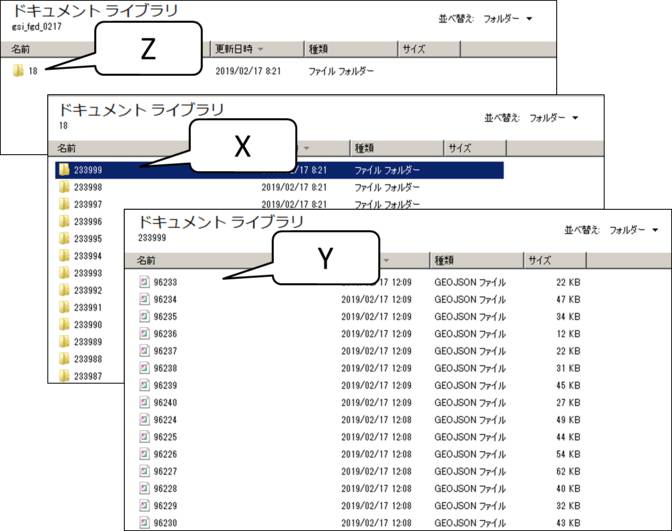 ドキュメント ライブラリ
gsi_fgd_0217
並べ替え: フォルダー ▼
名前 更新日時 種類 サイズ
Z
18 2019/02/17 8:21 ファイル フォルダー
ドキュメント ライブラリ
18
並べ替え: フォルダー ▼
名前 種類 サイズ
X
233999 2019/02/17 8:21 ファイル フォルダー
233998 2019/02/17 8:21 ファイル フォルダー
233997 2019/02/17 8:21 ファイル フォルダー
233996
233995
233994
233993
233992
233991
233990
233989
233988
233987
ドキュメント ライブラリ
233999
並べ替え: フォルダー ▼
名前 種類 サイズ
Y
96233 2019/02/17 12:09 GEOJSON ファイル 22 KB
96234 2019/02/17 12:09 GEOJSON ファイル 47 KB
96235 2019/02/17 12:09 GEOJSON ファイル 34 KB
96236 2019/02/17 12:09 GEOJSON ファイル 12 KB
96237 2019/02/17 12:09 GEOJSON ファイル 22 KB
96238 2019/02/17 12:09 GEOJSON ファイル 31 KB
96239 2019/02/17 12:09 GEOJSON ファイル 45 KB
96240 2019/02/17 12:09 GEOJSON ファイル 27 KB
96224 2019/02/17 12:08 GEOJSON ファイル 49 KB
96225 2019/02/17 12:08 GEOJSON ファイル 44 KB
96226 2019/02/17 12:08 GEOJSON ファイル 54 KB
96227 2019/02/17 12:08 GEOJSON ファイル 62 KB
96228 2019/02/17 12:08 GEOJSON ファイル 40 KB
96229 2019/02/17 12:08 GEOJSON ファイル 32 KB
96230 2019/02/17 12:08 GEOJSON ファイル 43 KB